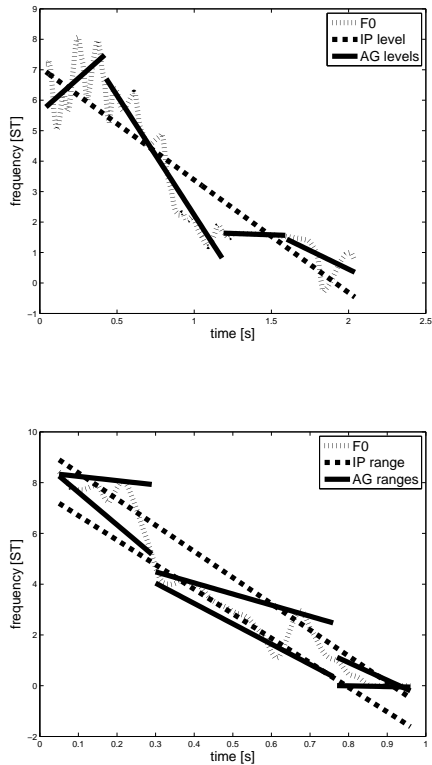 9
8
7
6
5
4
3
2
1
0
−1
frequency [ST]
F0
IP level
AG levels
0 0.5 1 1.5 2 2.5
time [s]
10
8
6
4
2
0
−2
frequency [ST]
F0
IP range
AG ranges
0 0.1 0.2 0.3 0.4 0.5 0.6 0.7 0.8 0.9 1
time [s]